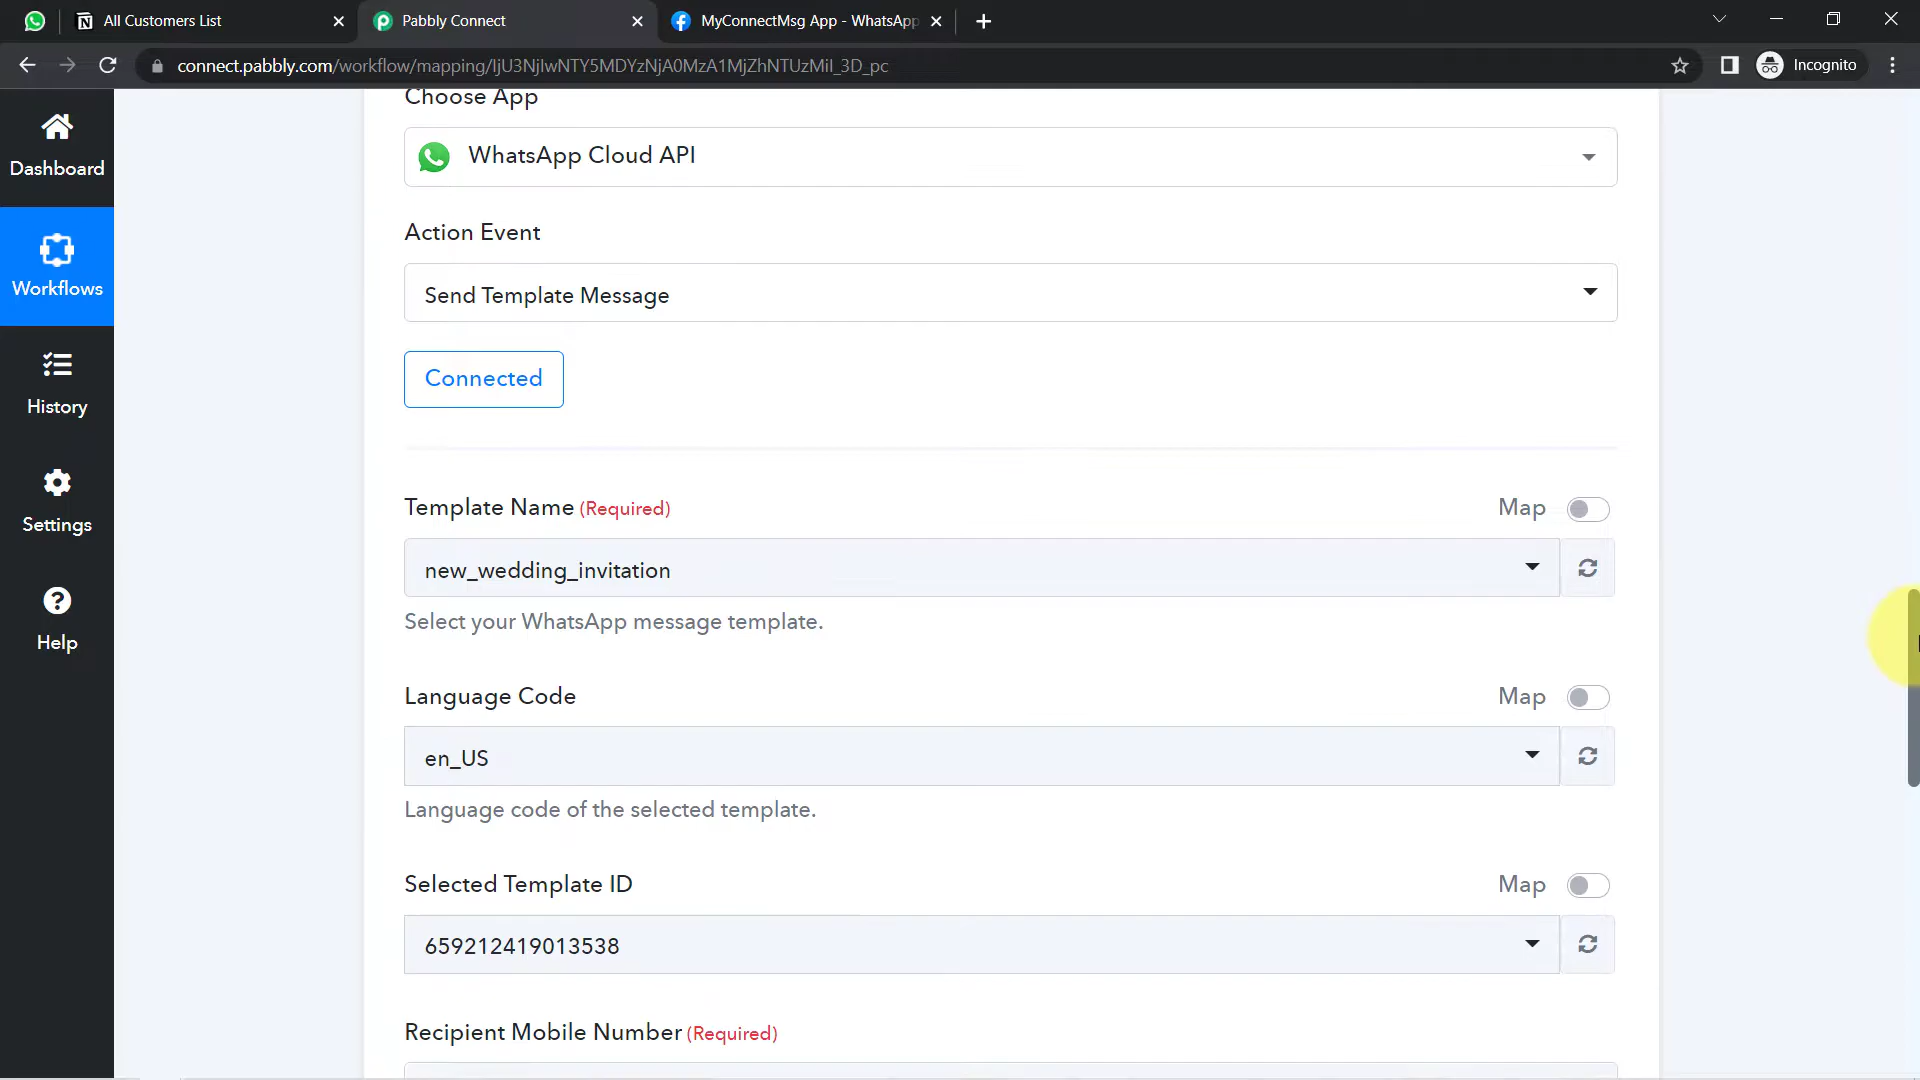 All Customers List
Pabbly Connect
MyConnectMsg App - WhatsApp
connect.pabbly.com/workflow/mapping/IjU3NjIwNTY5MDYzNjA0MzA1MjZhNTUzMiI_3D_pc
Incognito
Dashboard
Workflows
History
Settings
Help
Choose App
WhatsApp Cloud API
Action Event
Send Template Message
Connected
Template Name (Required)
Map
new_wedding_invitation
Select your WhatsApp message template.
Language Code
Map
en_US
Language code of the selected template.
Selected Template ID
Map
659212419013538
Recipient Mobile Number (Required)